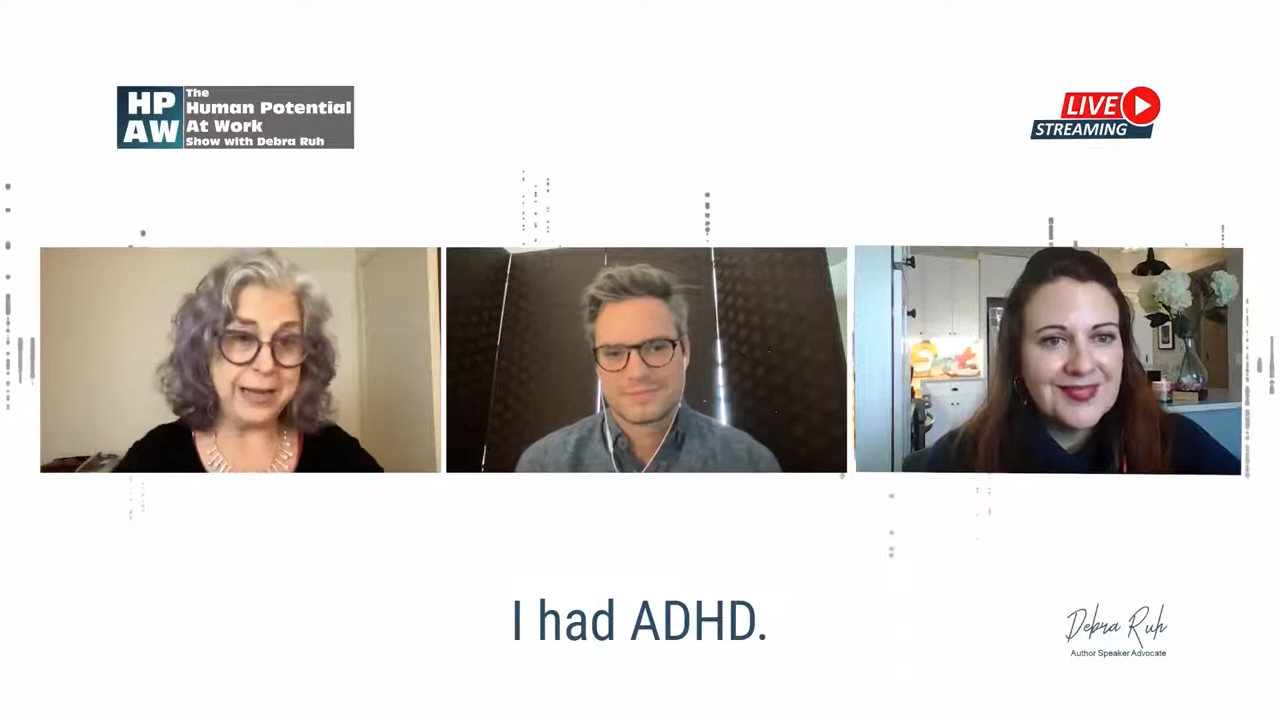 HP
AW
The
Human Potential
At Work
Show with Debra Ruh
LIVE
STREAMING
I had ADHD.
Debra Ruh
Author Speaker Advocate